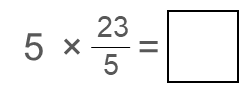 5 × 23/5 =